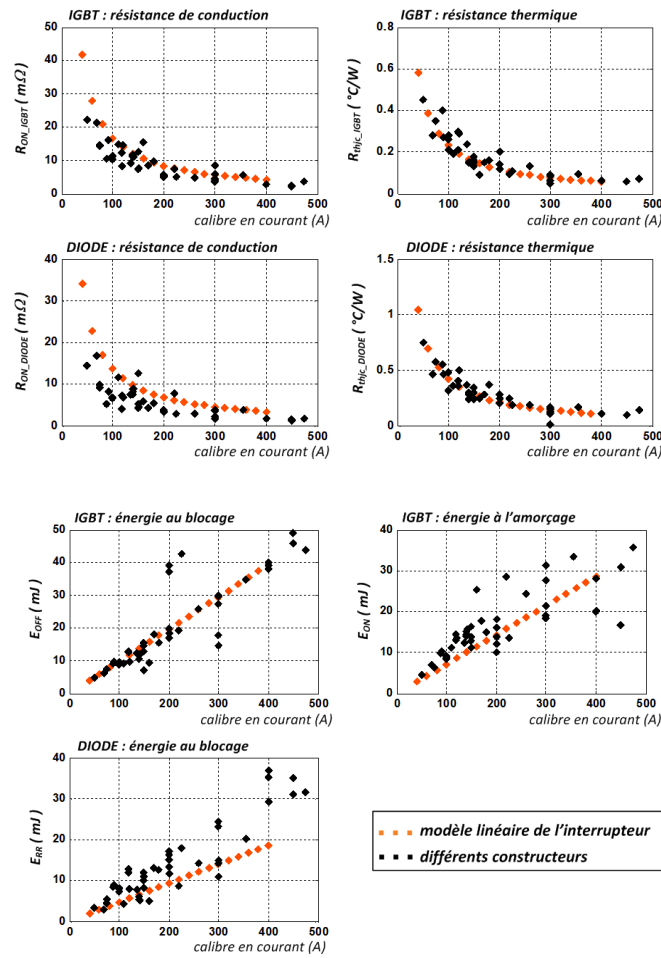 IGBT : résistance de conduction
50
40
30
20
10
0
R_ON_IGBT ( mΩ )
0 100 200 300 400 500
calibre en courant (A)
IGBT : résistance thermique
0.8
0.6
0.4
0.2
0
R_thjc_IGBT ( °C/W )
0 100 200 300 400 500
calibre en courant (A)
DIODE : résistance de conduction
40
30
20
10
0
R_ON_DIODE ( mΩ )
0 100 200 300 400 500
calibre en courant (A)
DIODE : résistance thermique
1.5
1
0.5
0
R_thjc_DIODE ( °C/W )
0 100 200 300 400 500
calibre en courant (A)
IGBT : énergie au blocage
50
40
30
20
10
0
E_OFF ( mJ )
0 100 200 300 400 500
calibre en courant (A)
IGBT : énergie à l'amorçage
40
30
20
10
0
E_ON ( mJ )
0 100 200 300 400 500
calibre en courant (A)
DIODE : énergie au blocage
40
30
20
10
0
E_RR ( mJ )
0 100 200 300 400 500
calibre en courant (A)
modèle linéaire de l'interrupteur
différents constructeurs